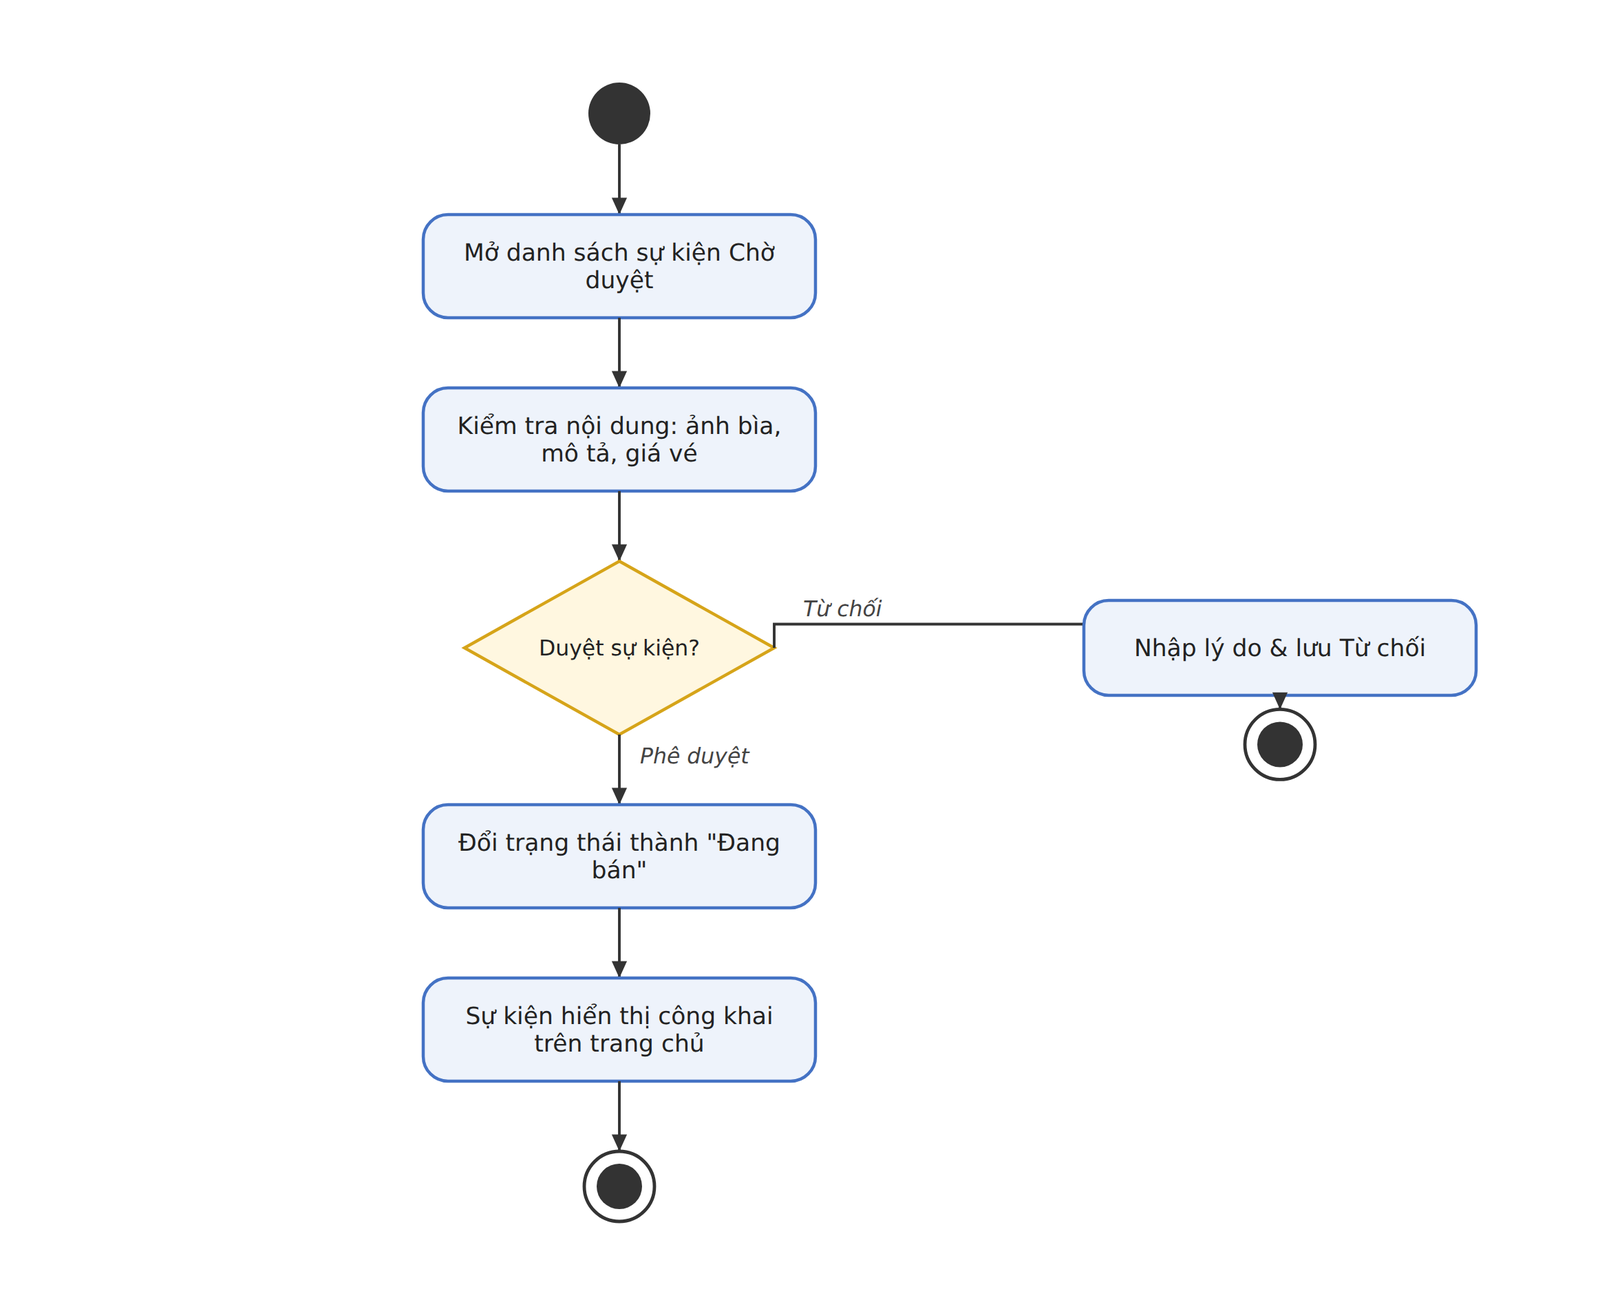 Mở danh sách sự kiện Chờ
duyệt
Kiểm tra nội dung: ảnh bìa,
mô tả, giá vé
Duyệt sự kiện?
Từ chối
Nhập lý do & lưu Từ chối
Phê duyệt
Đổi trạng thái thành "Đang
bán"
Sự kiện hiển thị công khai
trên trang chủ